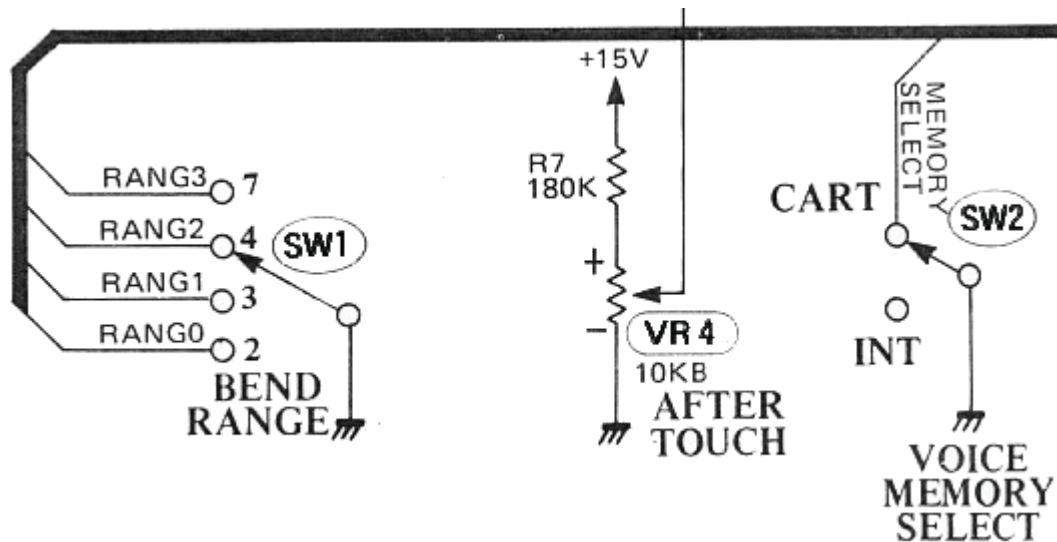 RANG3 7
RANG2 4
SW1
RANG1 3
RANG0 2
BEND
RANGE
+15V
R7
180K
+
−
VR 4
10KB
AFTER
TOUCH
MEMORY
SELECT
CART
SW2
INT
VOICE
MEMORY
SELECT